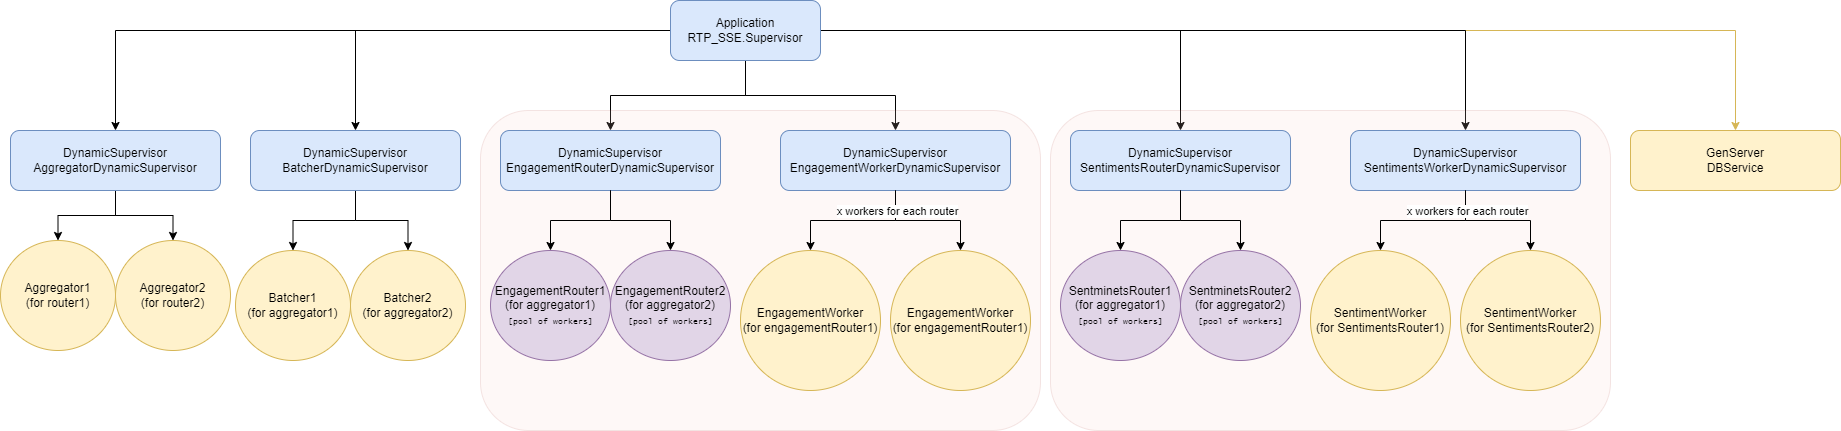 Application
RTP_SSE.Supervisor
DynamicSupervisor
AggregatorDynamicSupervisor
DynamicSupervisor
BatcherDynamicSupervisor
DynamicSupervisor
EngagementRouterDynamicSupervisor
DynamicSupervisor
EngagementWorkerDynamicSupervisor
DynamicSupervisor
SentimentsRouterDynamicSupervisor
DynamicSupervisor
SentimentsWorkerDynamicSupervisor
GenServer
DBService
x workers for each router
x workers for each router
Aggregator1
(for router1)
Aggregator2
(for router2)
Batcher1
(for aggregator1)
Batcher2
(for aggregator2)
EngagementRouter1
(for aggregator1)
[pool of workers]
EngagementRouter2
(for aggregator2)
[pool of workers]
EngagementWorker
(for engagementRouter1)
EngagementWorker
(for engagementRouter1)
SentminetsRouter1
(for aggregator1)
[pool of workers]
SentminetsRouter2
(for aggregator2)
[pool of workers]
SentimentWorker
(for SentimentsRouter1)
SentimentWorker
(for SentimentsRouter2)